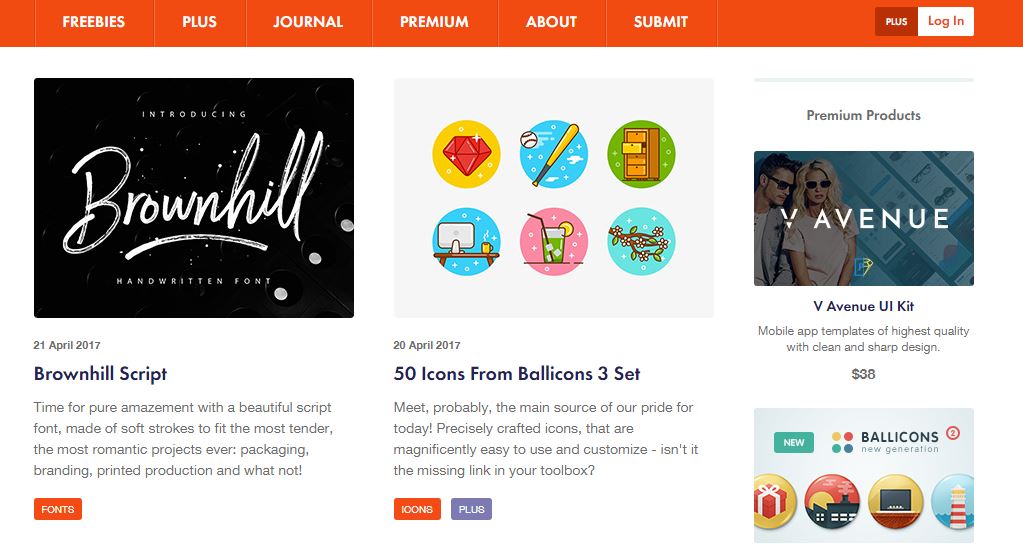 FREEBIES
PLUS
JOURNAL
PREMIUM
ABOUT
SUBMIT
PLUS
Log In
INTRODUCING
Brownhill
HANDWRITTEN FONT
21 April 2017
Brownhill Script
Time for pure amazement with a beautiful script
font, made of soft strokes to fit the most tender,
the most romantic projects ever: packaging,
branding, printed production and what not!
FONTS
20 April 2017
50 Icons From Ballicons 3 Set
Meet, probably, the main source of our pride for
today! Precisely crafted icons, that are
magnificently easy to use and customize - isn't it
the missing link in your toolbox?
ICONS
PLUS
Premium Products
V AVENUE
V Avenue UI Kit
Mobile app templates of highest quality
with clean and sharp design.
$38
NEW
BALLICONS 2
new generation